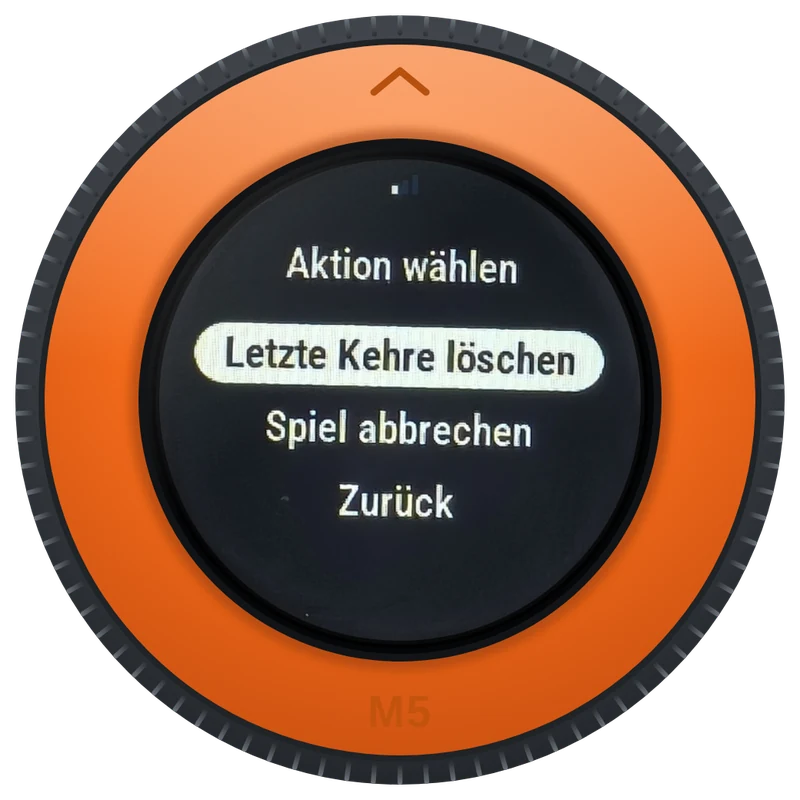 Aktion wählen
Letzte Kehre löschen
Spiel abbrechen
Zurück
M5